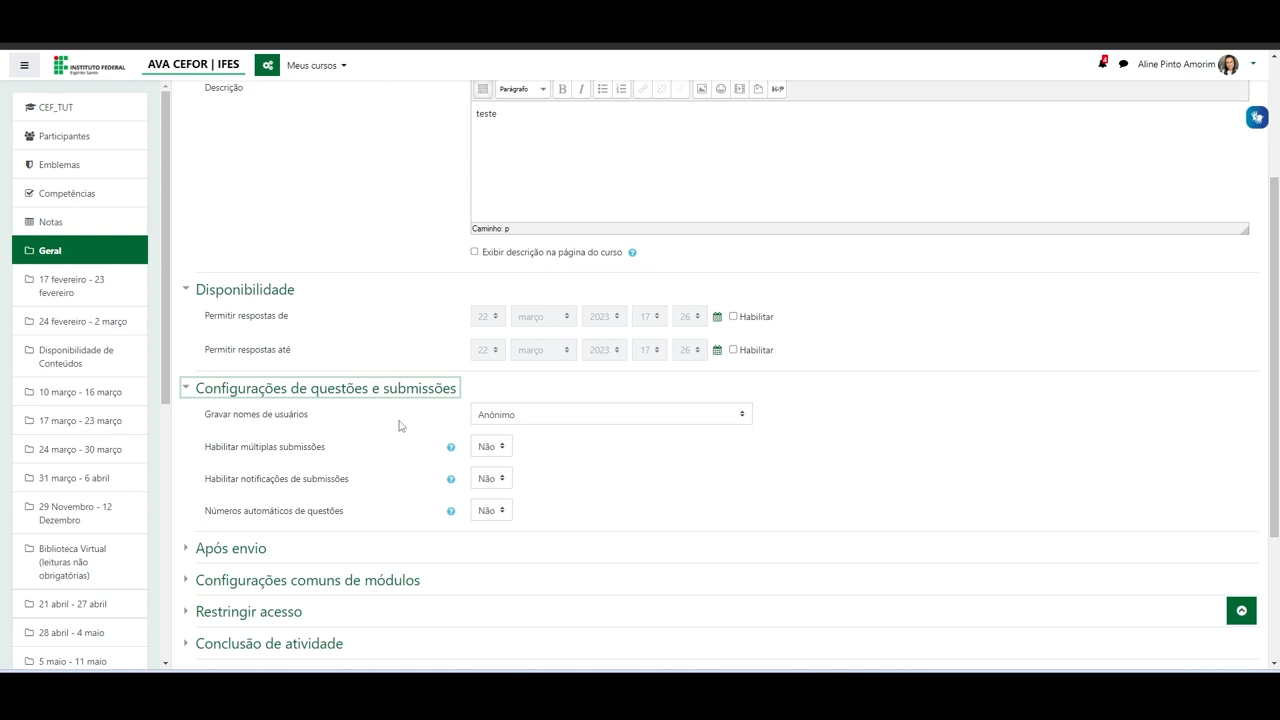 INSTITUTO FEDERAL
Espírito Santo
AVA CEFOR | IFES
Meus cursos
Aline Pinto Amorim
CEF_TUT
Participantes
Emblemas
Competências
Notas
Geral
17 fevereiro - 23
fevereiro
24 fevereiro - 2 março
Disponibilidade de
Conteúdos
10 março - 16 março
17 março - 23 março
24 março - 30 março
31 março - 6 abril
29 Novembro - 12
Dezembro
Biblioteca Virtual
(leituras não
obrigatórias)
21 abril - 27 abril
28 abril - 4 maio
5 maio - 11 maio
Descrição
Parágrafo B I H-P
teste
Caminho: p
Exibir descrição na página do curso
Disponibilidade
Permitir respostas de 22 março 2023 17 26 Habilitar
Permitir respostas até 22 março 2023 17 26 Habilitar
Configurações de questões e submissões
Gravar nomes de usuários Anônimo
Habilitar múltiplas submissões Não
Habilitar notificações de submissões Não
Números automáticos de questões Não
Após envio
Configurações comuns de módulos
Restringir acesso
Conclusão de atividade